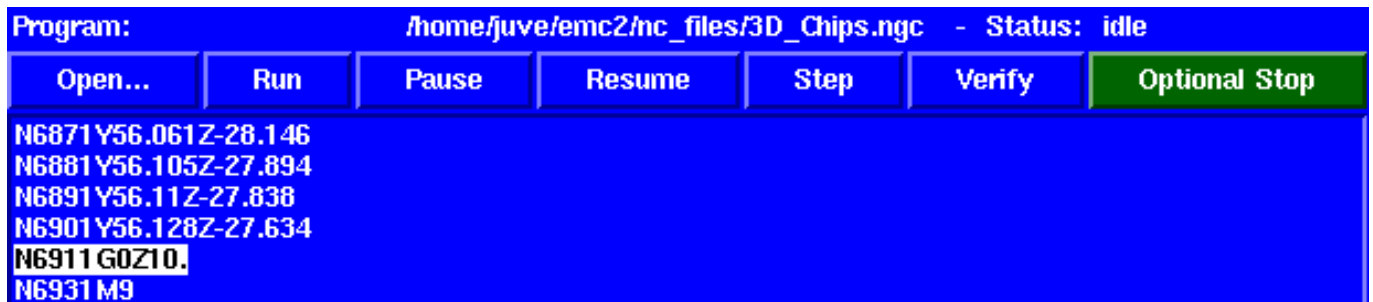 Program: /home/juve/emc2/nc_files/3D_Chips.ngc - Status: idle
Open... Run Pause Resume Step Verify Optional Stop
N6871Y56.061Z-28.146
N6881Y56.105Z-27.894
N6891Y56.11Z-27.838
N6901Y56.128Z-27.634
N6911G0Z10.
N6931M9